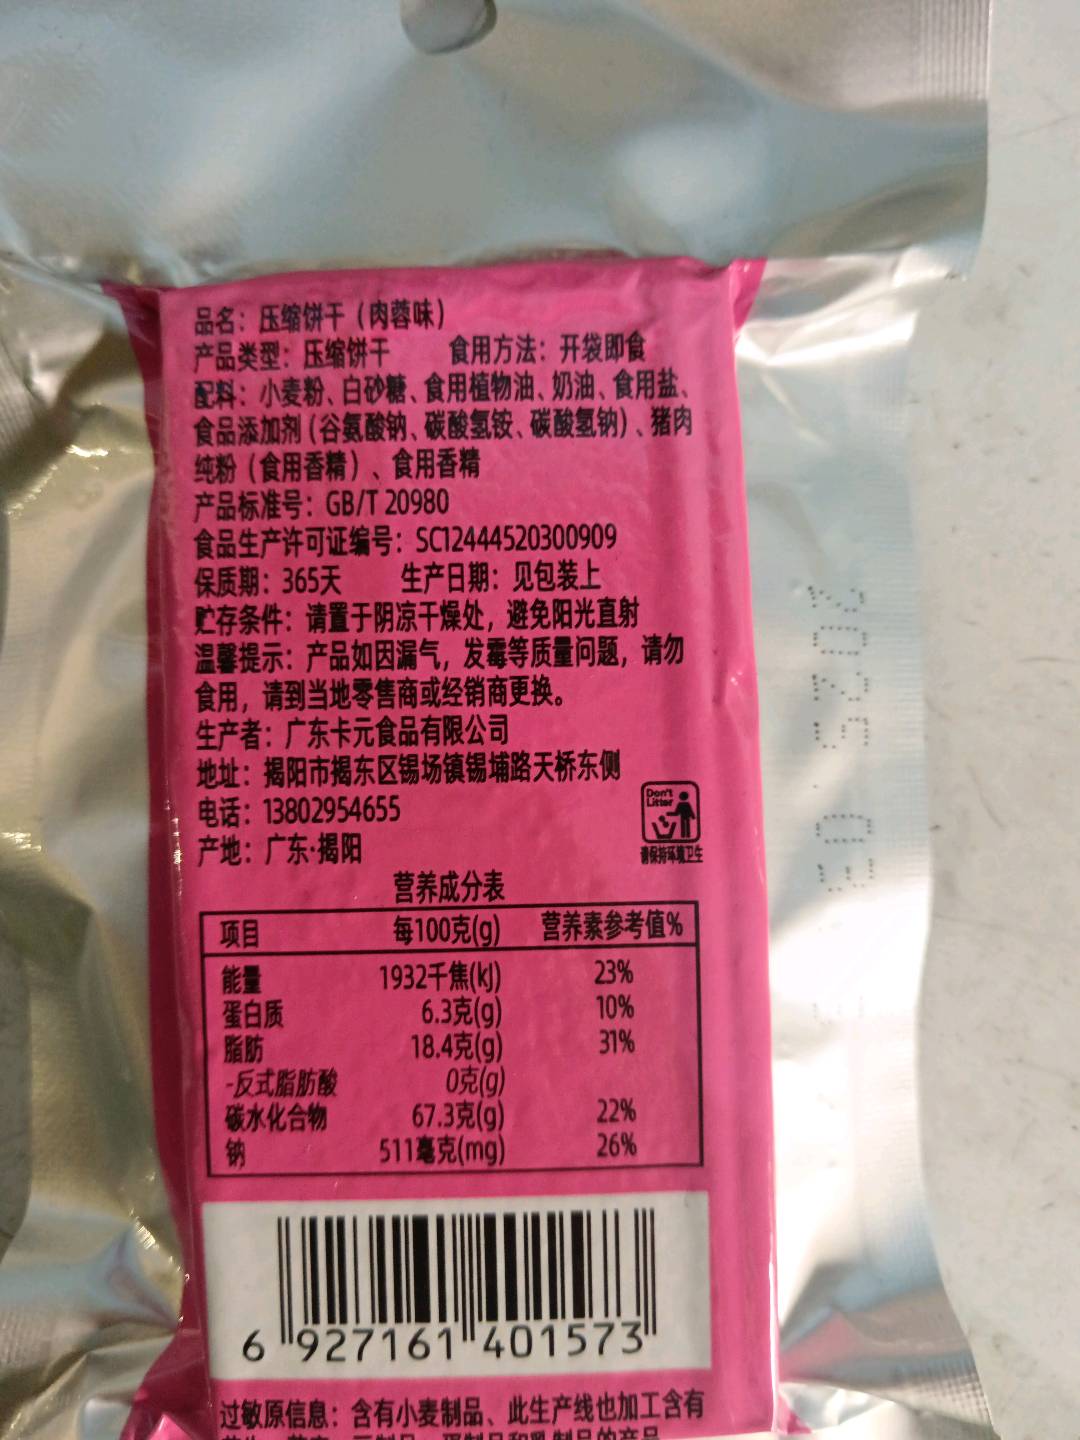 品名：压缩饼干（肉蓉味）
产品类型：压缩饼干 食用方法：开袋即食
配料：小麦粉、白砂糖、食用植物油、奶油、食用盐、
食品添加剂（谷氨酸钠、碳酸氢铵、碳酸氢钠）、猪肉
纯粉（食用香精）、食用香精
产品标准号：GB/T 20980
食品生产许可证编号：SC12444520300909
保质期：365天 生产日期：见包装上
贮存条件：请置于阴凉干燥处，避免阳光直射
温馨提示：产品如因漏气，发霉等质量问题，请勿
食用，请到当地零售商或经销商更换。
生产者：广东卡元食品有限公司
地址：揭阳市揭东区锡场镇锡埔路天桥东侧
电话：13802954655
产地：广东·揭阳
Don't
Litter
请保持环境卫生
营养成分表
项目 每100克(g) 营养素参考值%
能量 1932千焦(kJ) 23%
蛋白质 6.3克(g) 10%
脂肪 18.4克(g) 31%
-反式脂肪酸 0克(g)
碳水化合物 67.3克(g) 22%
钠 511毫克(mg) 26%
6 927161 401573
过敏原信息：含有小麦制品、此生产线也加工含有